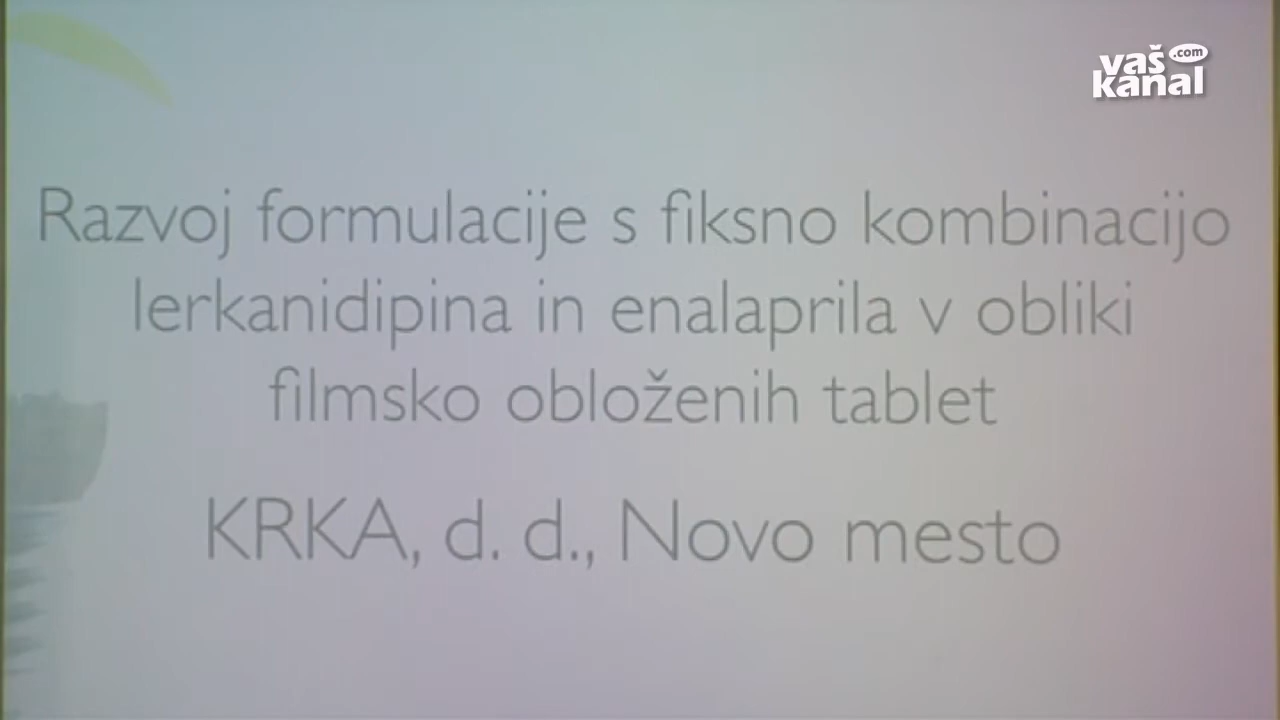 vaš
.com
kanal
Razvoj formulacije s fiksno kombinacijo
lerkanidipina in enalaprila v obliki
filmsko obloženih tablet
KRKA, d. d., Novo mesto